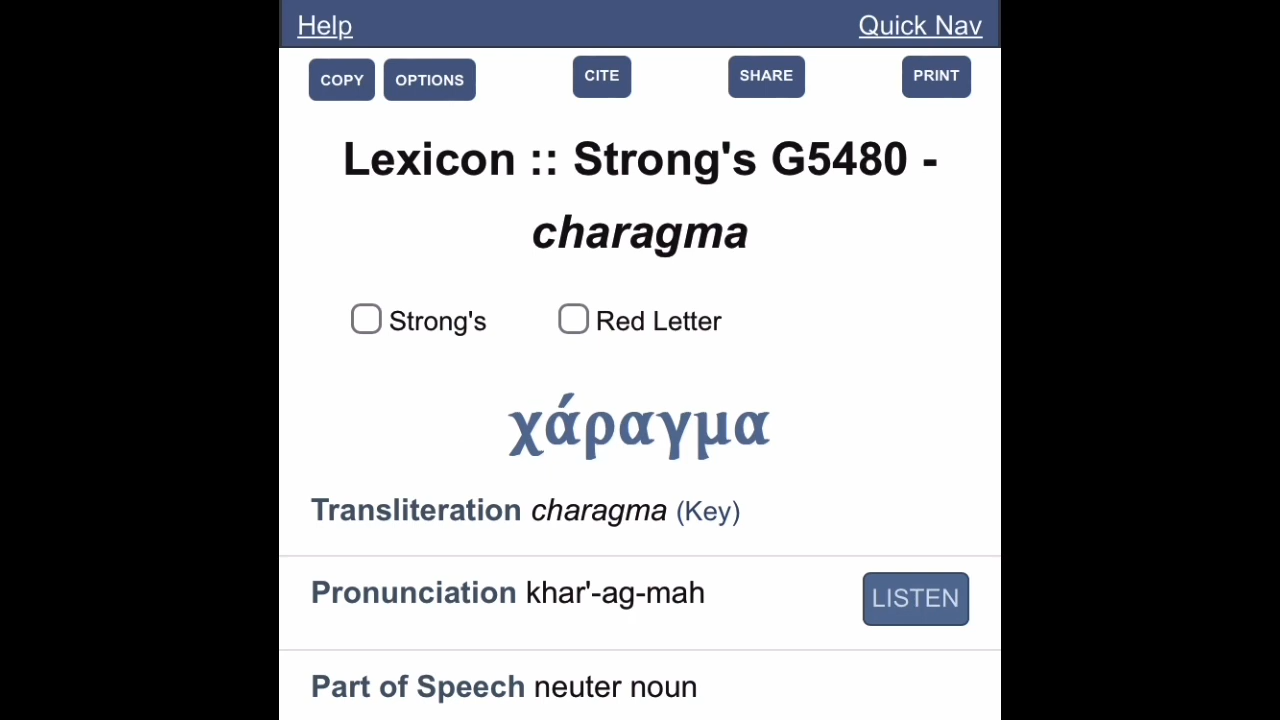 Help Quick Nav
COPY OPTIONS CITE SHARE PRINT
Lexicon :: Strong's G5480 -
charagma
Strong's Red Letter
χάραγμα
Transliteration charagma (Key)
Pronunciation khar'-ag-mah LISTEN
Part of Speech neuter noun